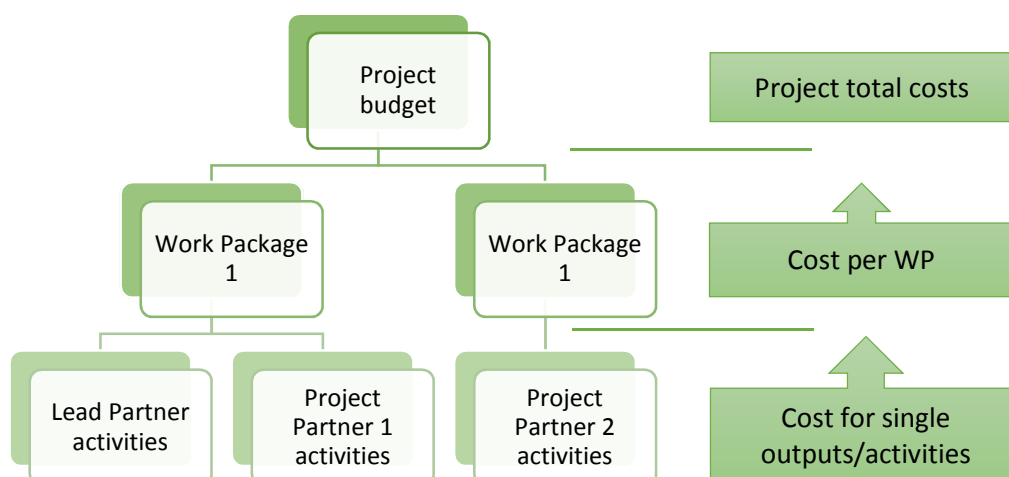 Project
budget
Project total costs
Work Package
1
Work Package
1
Cost per WP
Lead Partner
activities
Project
Partner 1
activities
Project
Partner 2
activities
Cost for single
outputs/activities